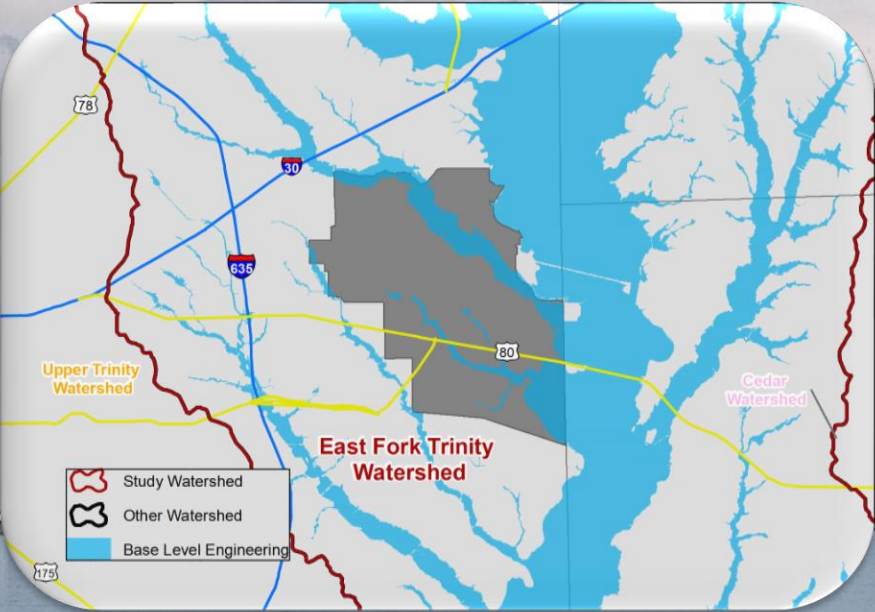 78
30
635
80
Upper Trinity
Watershed
Cedar
Watershed
East Fork Trinity
Watershed
Study Watershed
Other Watershed
Base Level Engineering
175